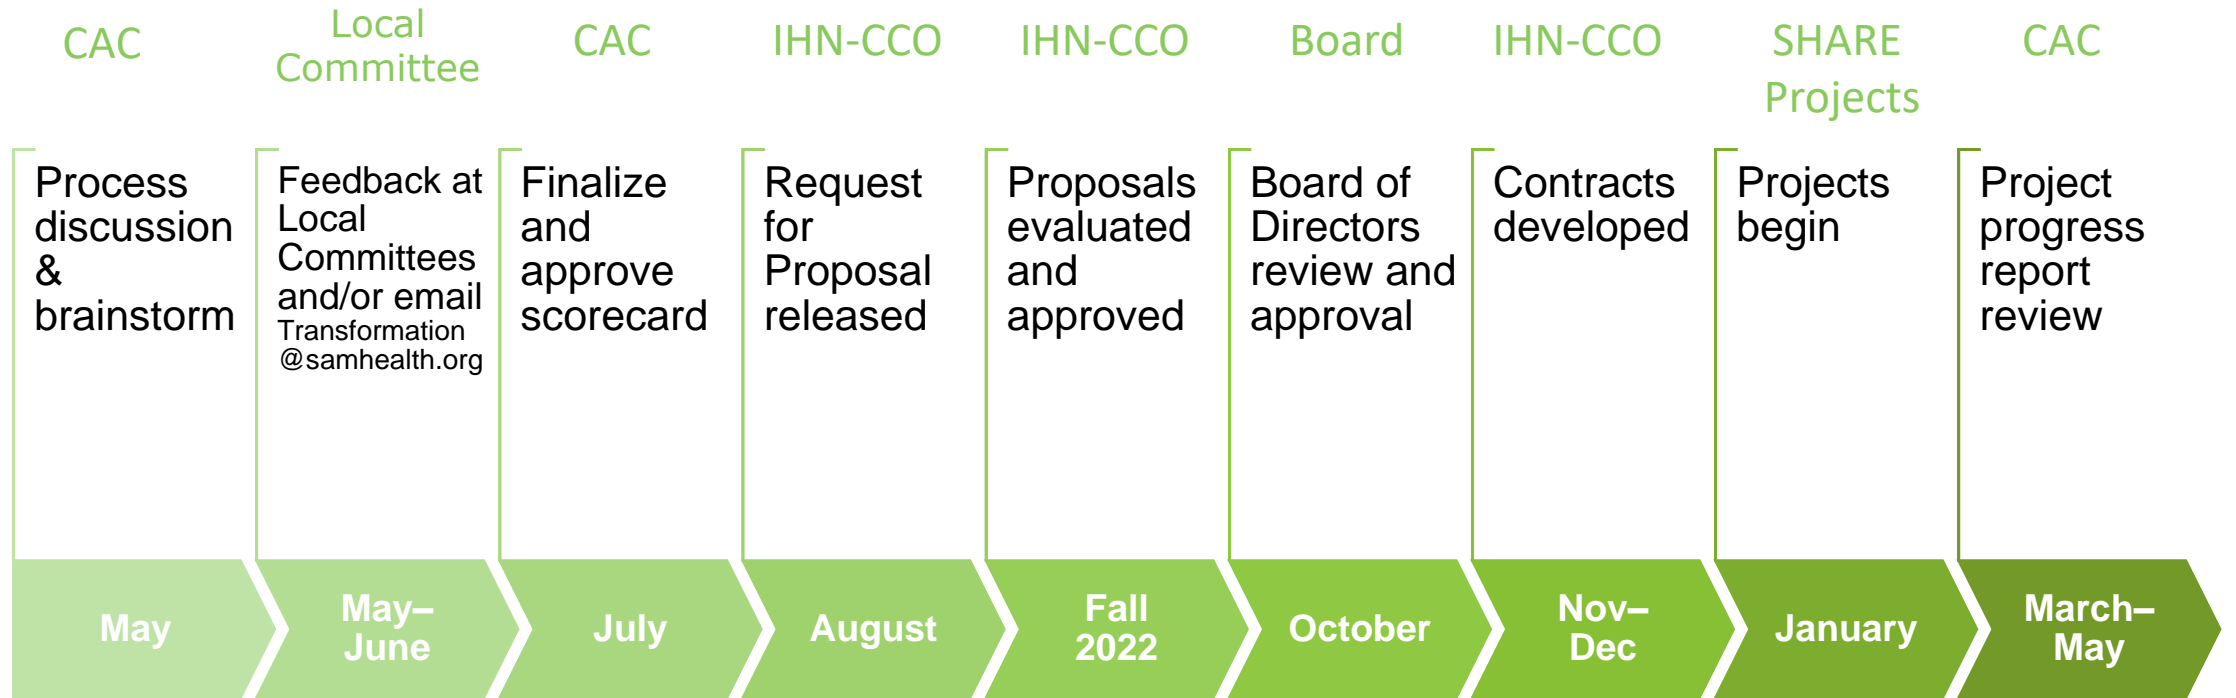 CAC
Local
Committee
CAC
IHN-CCO
IHN-CCO
Board
IHN-CCO
SHARE
Projects
CAC
Process
discussion
&
brainstorm
Feedback at
Local
Committees
and/or email
Transformation
@samhealth.org
Finalize
and
approve
scorecard
Request
for
Proposal
released
Proposals
evaluated
and
approved
Board of
Directors
review and
approval
Contracts
developed
Projects
begin
Project
progress
report
review
May
May–
June
July
August
Fall
2022
October
Nov–
Dec
January
March–
May